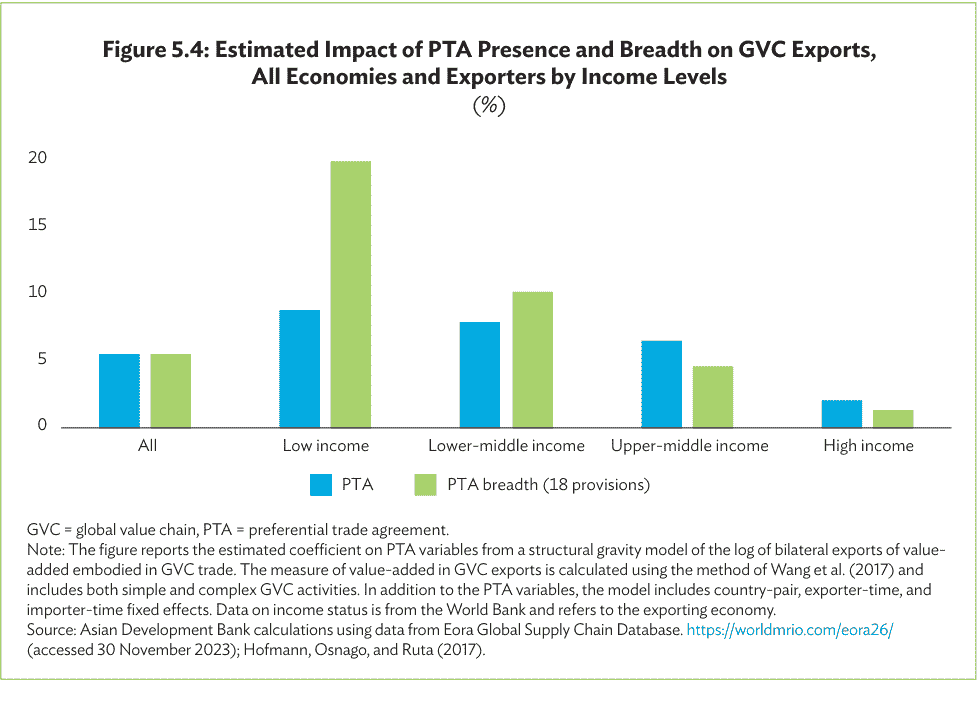 Figure 5.4: Estimated Impact of PTA Presence and Breadth on GVC Exports,
All Economies and Exporters by Income Levels
(%)
20
15
10
5
0
All
Low income
Lower-middle income
Upper-middle income
High income
PTA
PTA breadth (18 provisions)
GVC = global value chain, PTA = preferential trade agreement.
Note: The figure reports the estimated coefficient on PTA variables from a structural gravity model of the log of bilateral exports of value-
added embodied in GVC trade. The measure of value-added in GVC exports is calculated using the method of Wang et al. (2017) and
includes both simple and complex GVC activities. In addition to the PTA variables, the model includes country-pair, exporter-time, and
importer-time fixed effects. Data on income status is from the World Bank and refers to the exporting economy.
Source: Asian Development Bank calculations using data from Eora Global Supply Chain Database. https://worldmrio.com/eora26/
(accessed 30 November 2023); Hofmann, Osnago, and Ruta (2017).